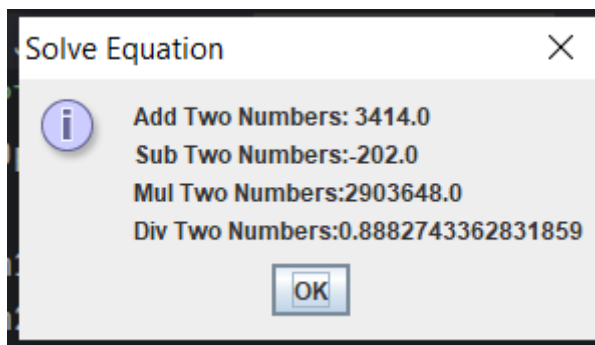 Solve Equation
Add Two Numbers: 3414.0
Sub Two Numbers:-202.0
Mul Two Numbers:2903648.0
Div Two Numbers:0.8882743362831859
OK